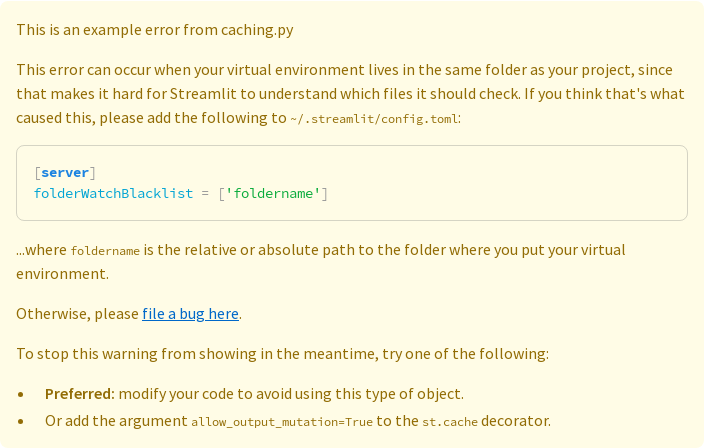 This is an example error from caching.py
This error can occur when your virtual environment lives in the same folder as your project, since
that makes it hard for Streamlit to understand which files it should check. If you think that's what
caused this, please add the following to ~/.streamlit/config.toml:
[server]
folderWatchBlacklist = ['foldername']
...where foldername is the relative or absolute path to the folder where you put your virtual
environment.
Otherwise, please file a bug here.
To stop this warning from showing in the meantime, try one of the following:
• Preferred: modify your code to avoid using this type of object.
• Or add the argument allow_output_mutation=True to the st.cache decorator.